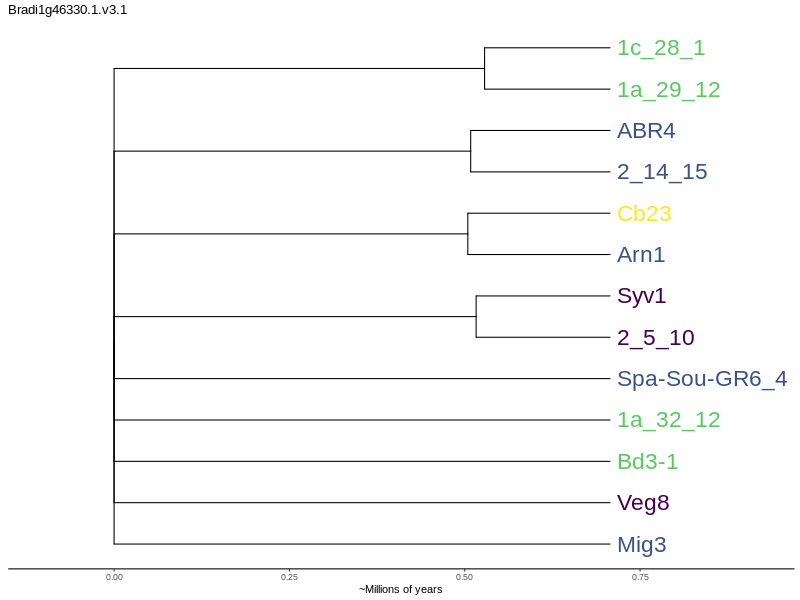 Bradi1g46330.1.v3.1
1c_28_1
1a_29_12
ABR4
2_14_15
Cb23
Arn1
Syv1
2_5_10
Spa-Sou-GR6_4
1a_32_12
Bd3-1
Veg8
Mig3
0.00 0.25 0.50 0.75
~Millions of years